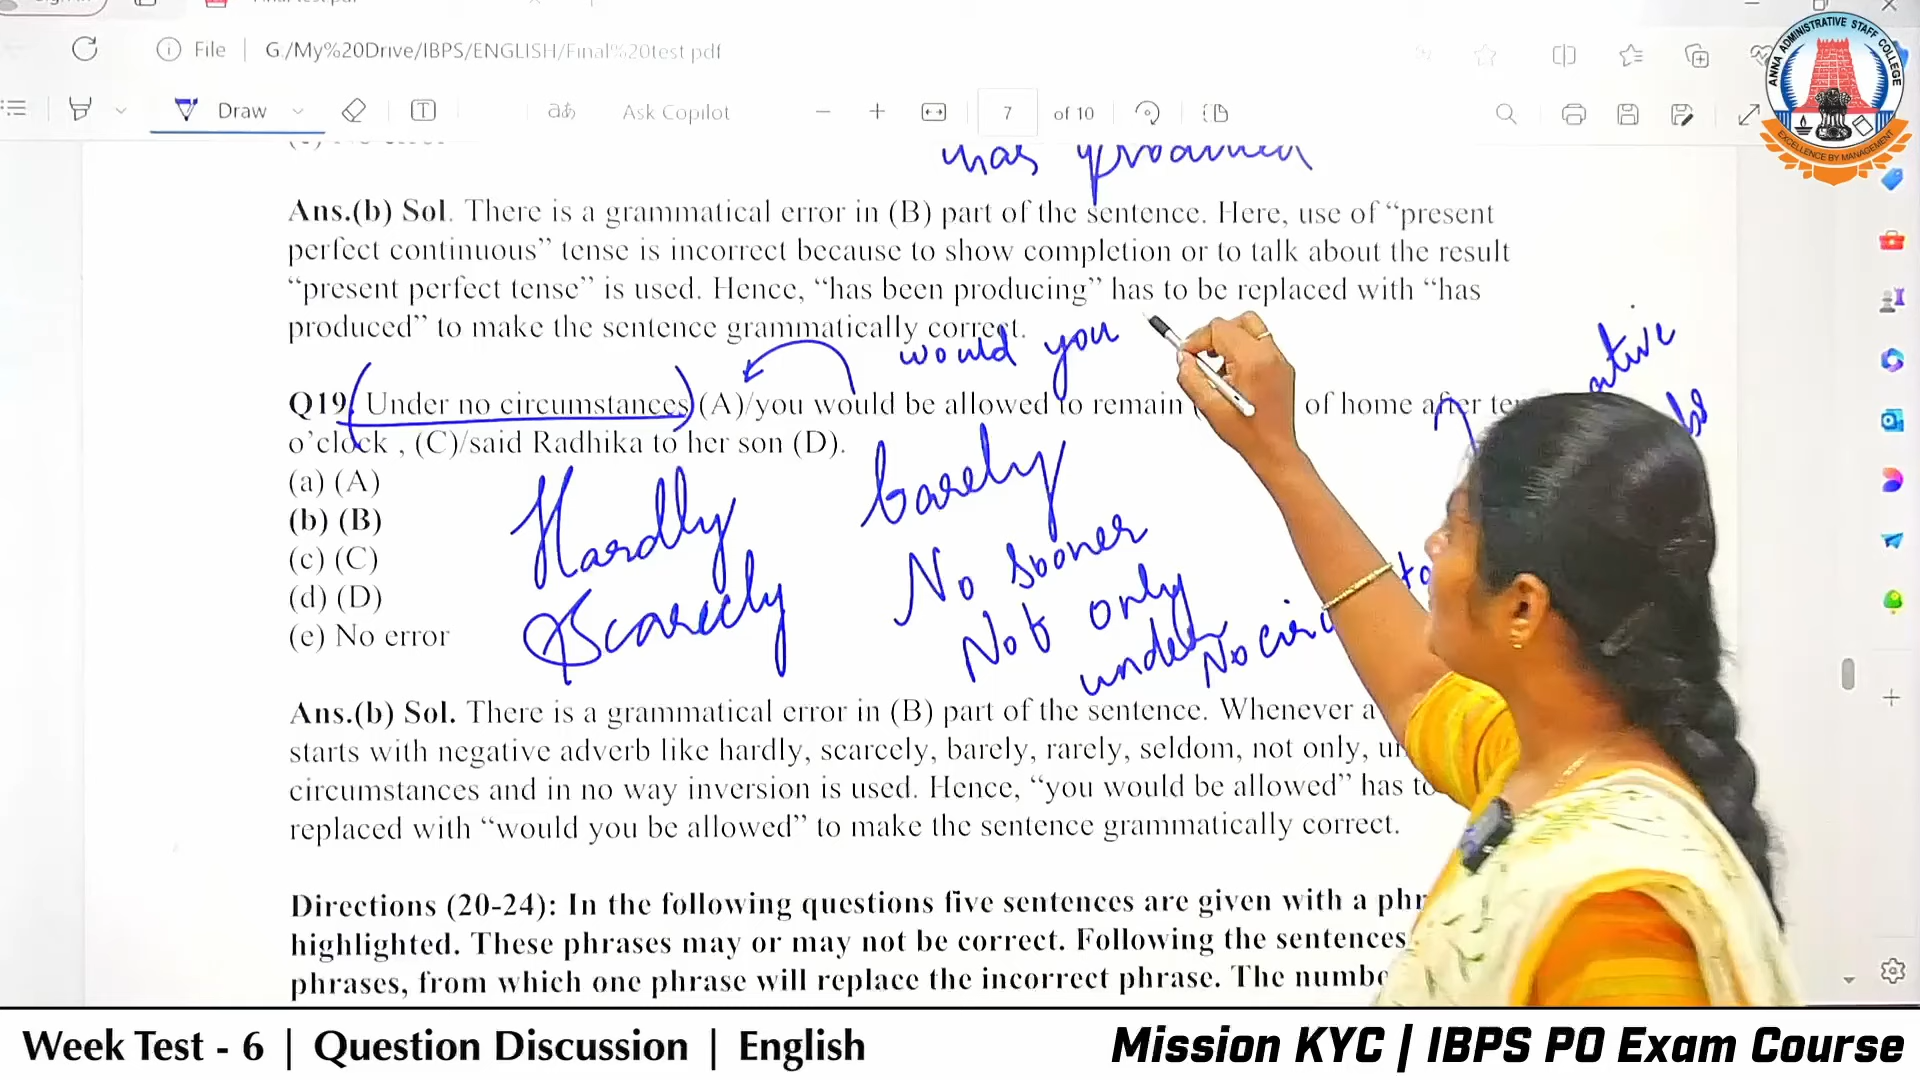 File G:/My%20Drive/IBPS/ENGLISH/Final%20test.pdf
Draw
aあ
Ask Copilot
7 of 10
has produced
Ans.(b) Sol. There is a grammatical error in (B) part of the sentence. Here, use of “present
perfect continuous” tense is incorrect because to show completion or to talk about the result
“present perfect tense” is used. Hence, “has been producing” has to be replaced with “has
produced” to make the sentence grammatically correct.
would you
Q19. Under no circumstances (A)/you would be allowed to remain of home after
o’clock , (C)/said Radhika to her son (D).
(a) (A)
(b) (B)
(c) (C)
(d) (D)
(e) No error
Hardly
Scarcely
barely
No sooner
Not only
under No
Ans.(b) Sol. There is a grammatical error in (B) part of the sentence. Whenever a
starts with negative adverb like hardly, scarcely, barely, rarely, seldom, not only,
circumstances and in no way inversion is used. Hence, “you would be allowed” has to
replaced with “would you be allowed” to make the sentence grammatically correct.
Directions (20-24): In the following questions five sentences are given with a
highlighted. These phrases may or may not be correct. Following the sentences
phrases, from which one phrase will replace the incorrect phrase. The
ANNA ADMINISTRATIVE STAFF COLLEGE
EXCELLENCE BY MANAGEMENT
Week Test - 6 | Question Discussion | English
Mission KYC | IBPS PO Exam Course